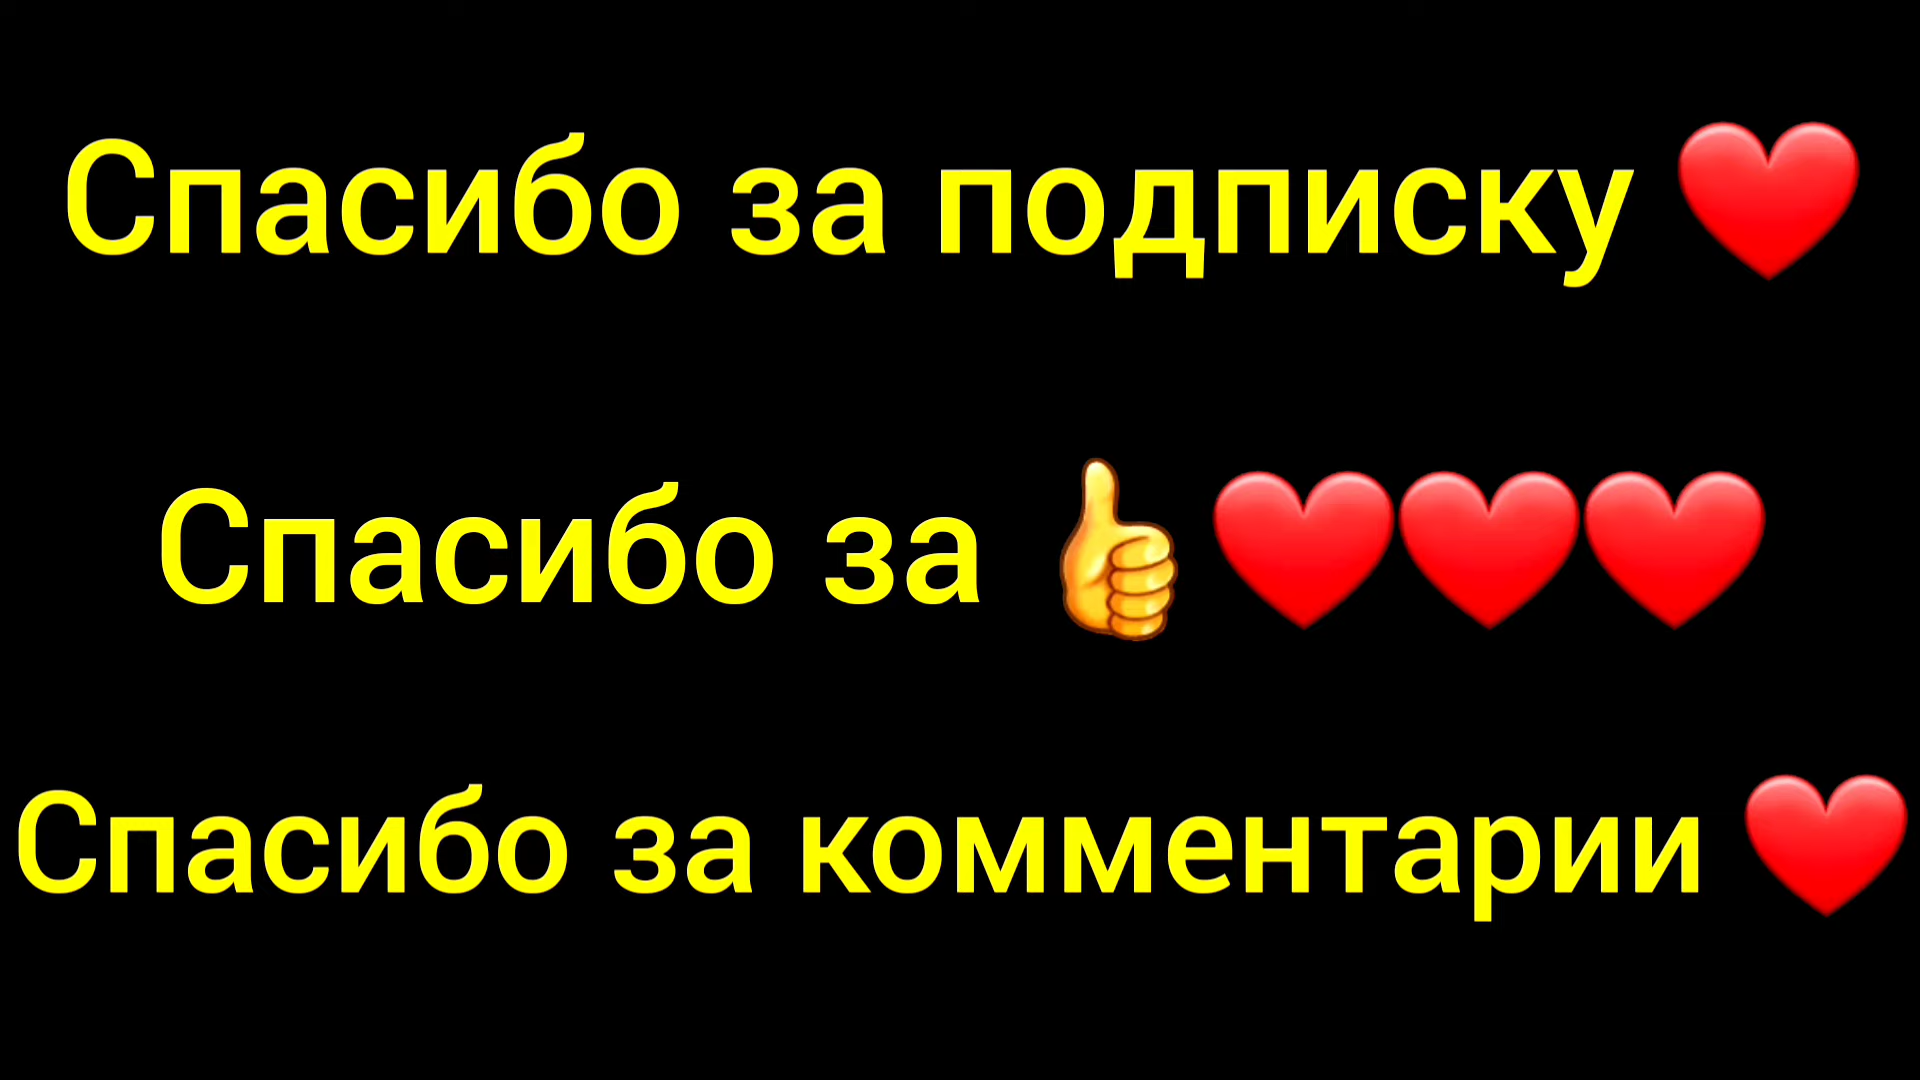 Спасибо за подписку ❤️
Спасибо за 👍❤️❤️❤️
Спасибо за комментарии ❤️